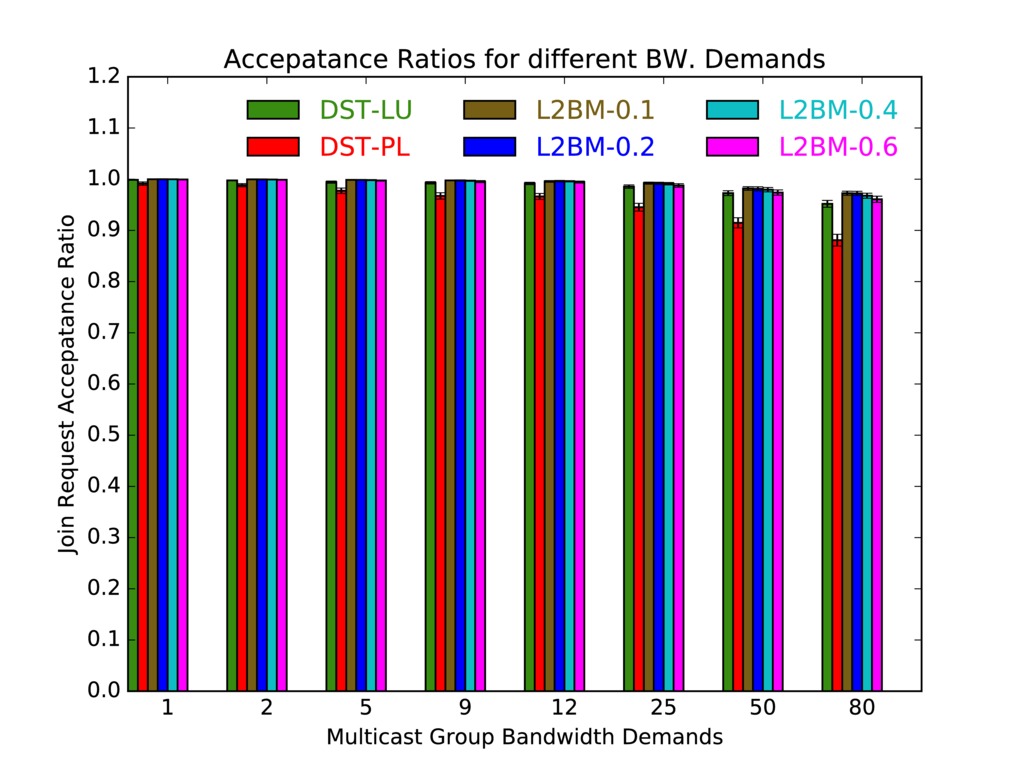 Accepatance Ratios for different BW. Demands
DST-LU L2BM-0.1 L2BM-0.4
DST-PL L2BM-0.2 L2BM-0.6
Join Request Accepatance Ratio
1.2
1.1
1.0
0.9
0.8
0.7
0.6
0.5
0.4
0.3
0.2
0.1
0.0
1 2 5 9 12 25 50 80
Multicast Group Bandwidth Demands